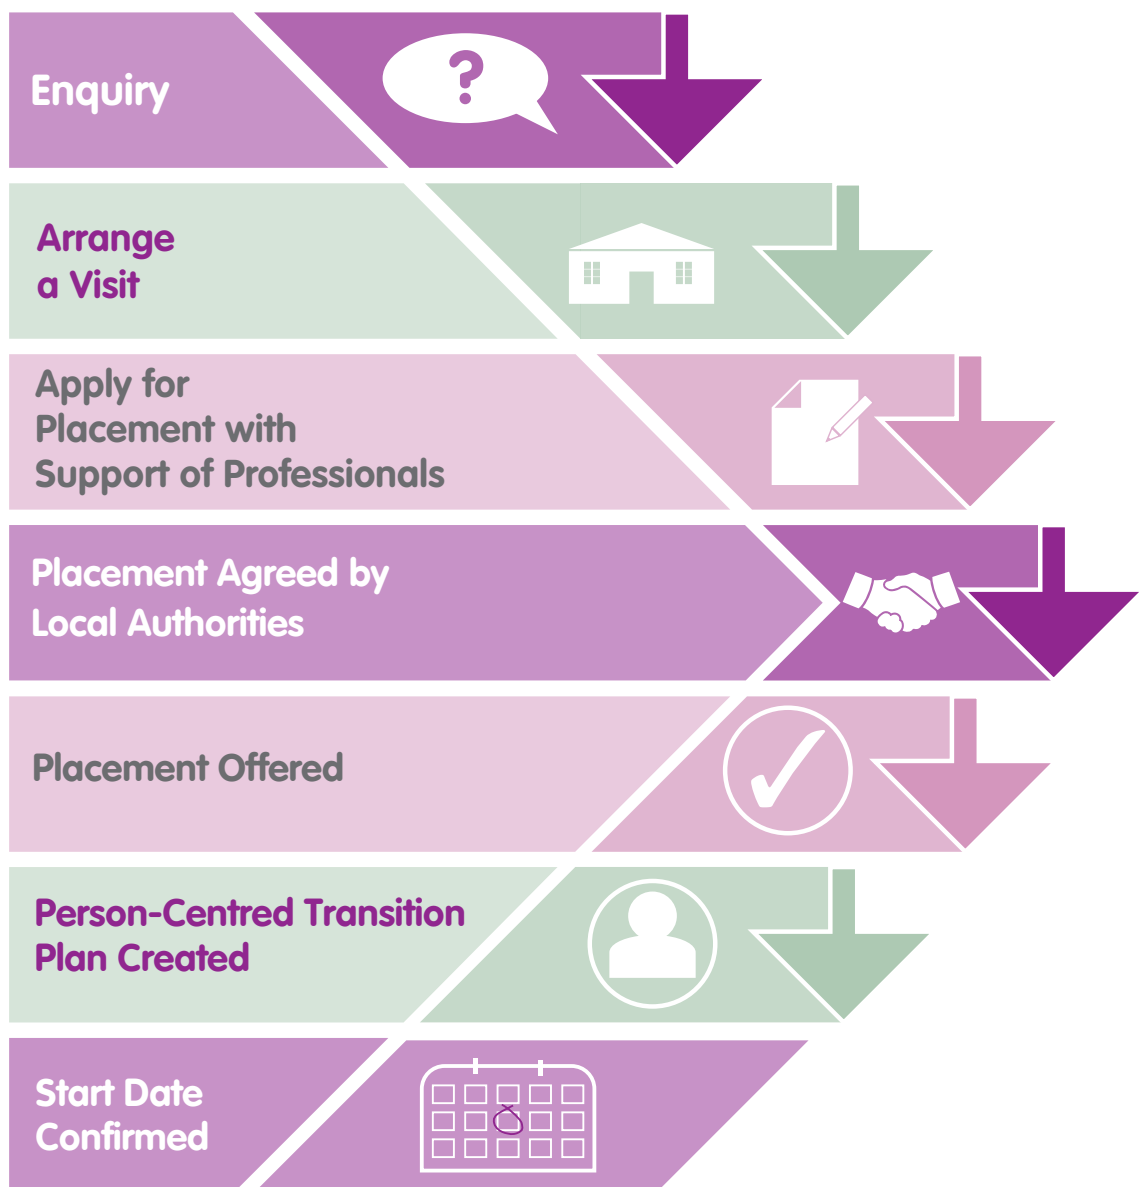 Enquiry
?
Arrange
a Visit
Apply for
Placement with
Support of Professionals
Placement Agreed by
Local Authorities
Placement Offered
Person-Centred Transition
Plan Created
Start Date
Confirmed